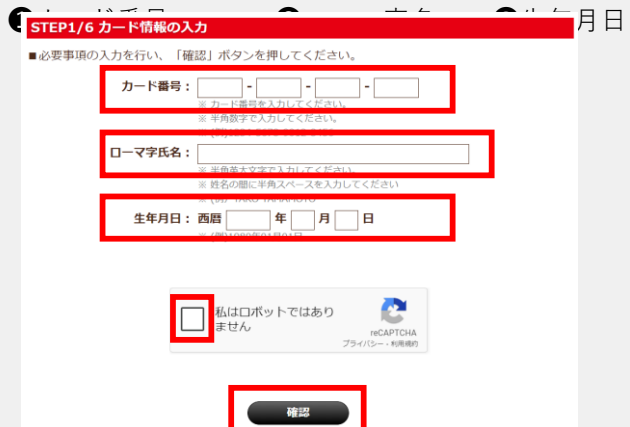 ❶
❷
❸生年月日
STEP1/6 カード情報の入力
■必要事項の入力を行い、「確認」ボタンを押してください。
カード番号： - - -
※ カード番号を入力してください。
※ 半角数字で入力してください。
ローマ字氏名：
※ 半角英大文字で入力してください。
※ 姓名の間に半角スペースを入力してください
生年月日： 西暦 年 月 日
私はロボットではあり
ません
reCAPTCHA
プライバシー - 利用規約
確認